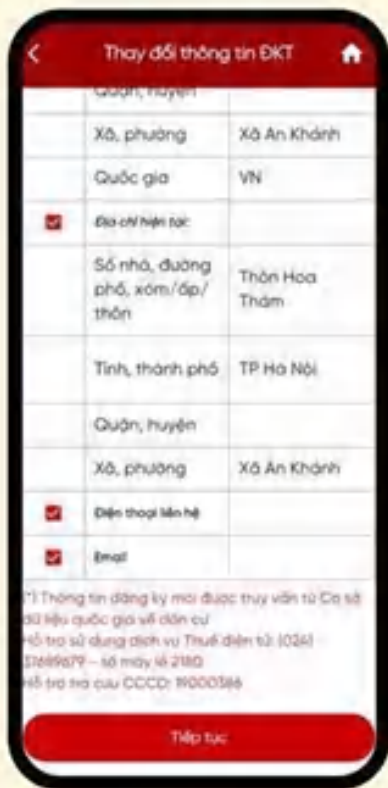 Thay đổi thông tin ĐKT
Quận, huyện
Xã, phường Xã An Khánh
Quốc gia VN
Địa chỉ hiện tại:
Số nhà, đường
phố, xóm/ấp/
thôn
Thôn Hoa
Thám
Tỉnh, thành phố TP Hà Nội
Quận, huyện
Xã, phường Xã An Khánh
Điện thoại liên hệ
Email
(*) Thông tin đăng ký mới được truy vấn từ Cơ sở
dữ liệu quốc gia về dân cư
Hỗ trợ sử dụng dịch vụ Thuế điện tử: (024)
37689679 – số máy lẻ 2180
Hỗ trợ tra cứu CCCD: 19000366
Tiếp tục